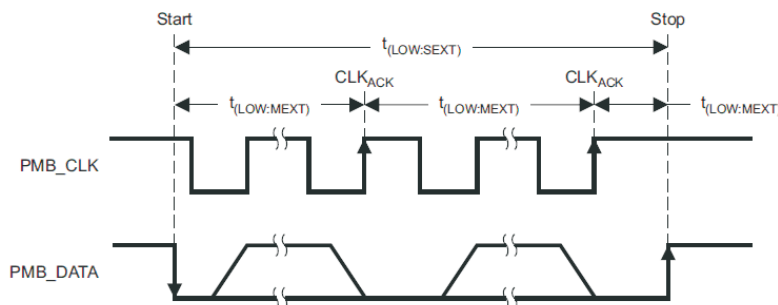 Start Stop
t(LOW:SEXT)
CLKACK CLKACK
t(LOW:MEXT) t(LOW:MEXT) t(LOW:MEXT)
PMB_CLK
PMB_DATA